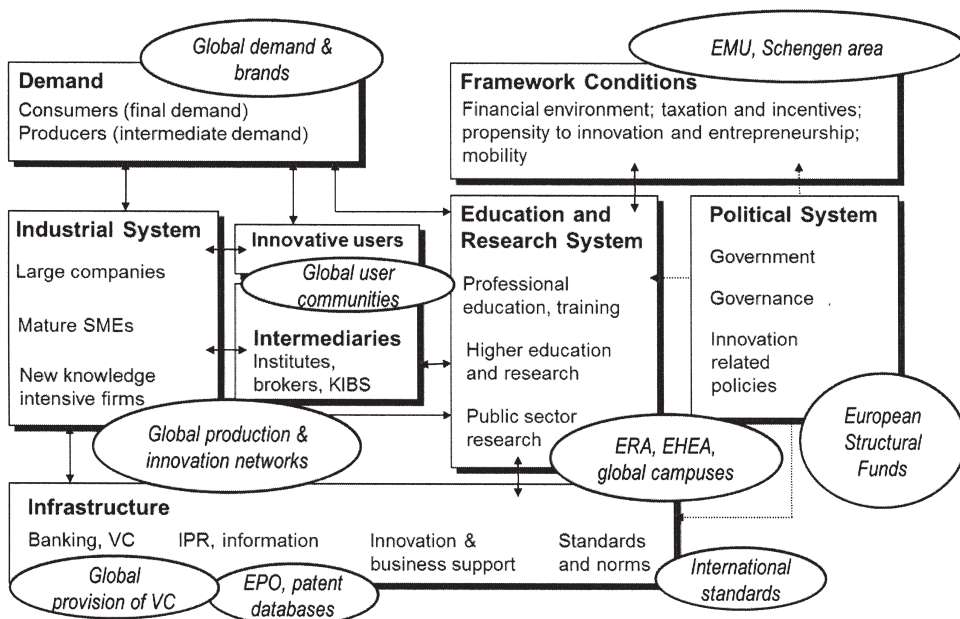 Global demand &
brands
EMU, Schengen area
Demand
Consumers (final demand)
Producers (intermediate demand)
Framework Conditions
Financial environment; taxation and incentives;
propensity to innovation and entrepreneurship;
mobility
Industrial System
Large companies
Mature SMEs
New knowledge
intensive firms
Innovative users
Global user
communities
Intermediaries
Institutes,
brokers, KIBS
Education and
Research System
Professional
education, training
Higher education
and research
Public sector
research
Political System
Government
Governance
Innovation
related
policies
Global production &
innovation networks
ERA, EHEA,
global campuses
European
Structural
Funds
Infrastructure
Banking, VC
IPR, information
Innovation &
business support
Standards
and norms
Global
provision of VC
EPO, patent
databases
International
standards